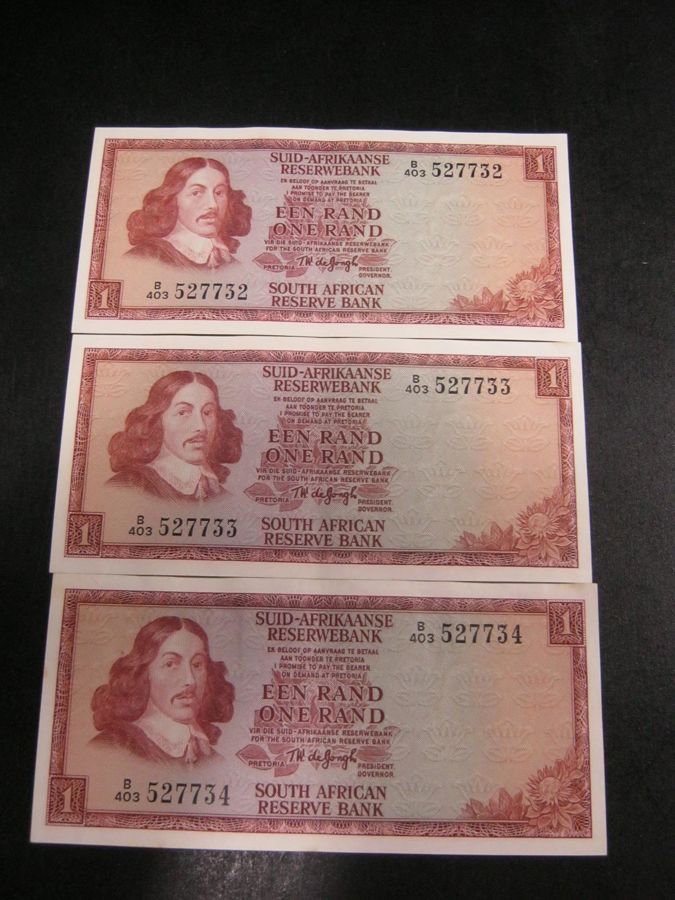 SUID-AFRIKAANSE
RESERWEBANK
B/403 527732
1
EK BELOOF OP AANVRAAG TE BETAAL
AAN TOONDER TE PRETORIA
I PROMISE TO PAY THE BEARER
ON DEMAND AT PRETORIA
EEN RAND
ONE RAND
VIR DIE SUID-AFRIKAANSE RESERWEBANK
FOR THE SOUTH AFRICAN RESERVE BANK
T.W. de Jongh
PRETORIA
PRESIDENT.
GOVERNOR.
1
B/403 527732
SOUTH AFRICAN
RESERVE BANK
SUID-AFRIKAANSE
RESERWEBANK
B/403 527733
1
EK BELOOF OP AANVRAAG TE BETAAL
AAN TOONDER TE PRETORIA
I PROMISE TO PAY THE BEARER
ON DEMAND AT PRETORIA
EEN RAND
ONE RAND
VIR DIE SUID-AFRIKAANSE RESERWEBANK
FOR THE SOUTH AFRICAN RESERVE BANK
T.W. de Jongh
PRETORIA
PRESIDENT.
GOVERNOR.
1
B/403 527733
SOUTH AFRICAN
RESERVE BANK
SUID-AFRIKAANSE
RESERWEBANK
B/403 527734
1
EK BELOOF OP AANVRAAG TE BETAAL
AAN TOONDER TE PRETORIA
I PROMISE TO PAY THE BEARER
ON DEMAND AT PRETORIA
EEN RAND
ONE RAND
VIR DIE SUID-AFRIKAANSE RESERWEBANK
FOR THE SOUTH AFRICAN RESERVE BANK
T.W. de Jongh
PRETORIA
PRESIDENT.
GOVERNOR.
1
B/403 527734
SOUTH AFRICAN
RESERVE BANK